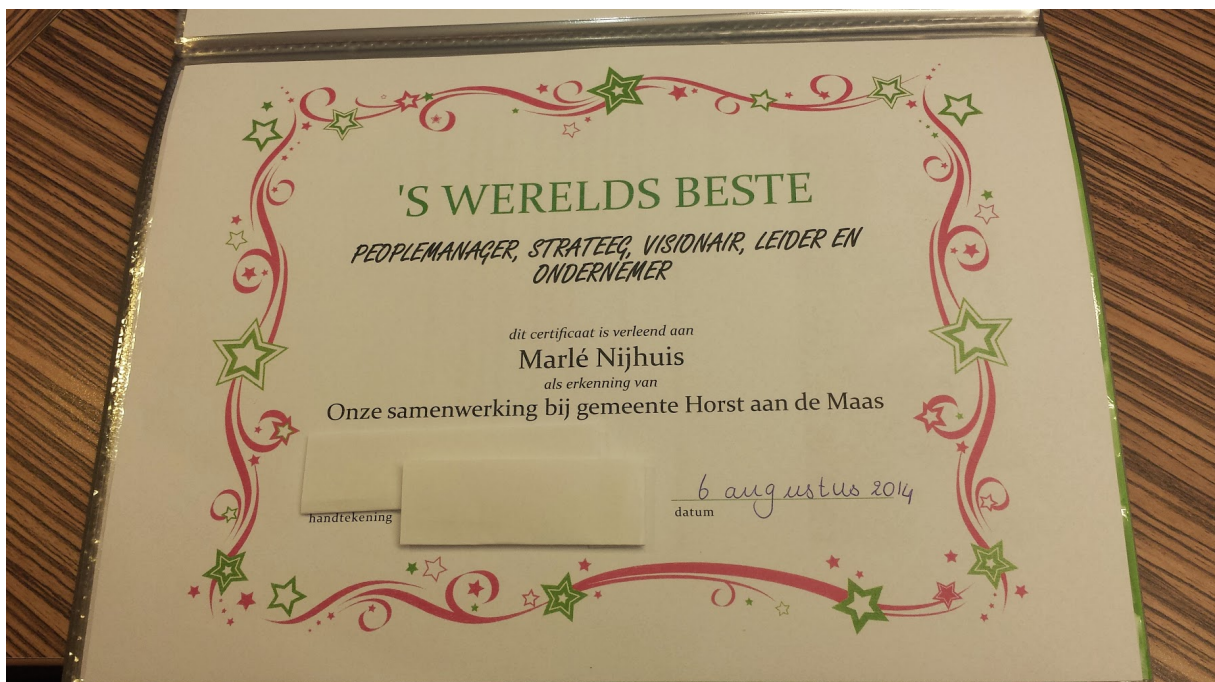 'S WERELDS BESTE
PEOPLEMANAGER, STRATEEG, VISIONAIR, LEIDER EN
ONDERNEMER
dit certificaat is verleend aan
Marlé Nijhuis
als erkenning van
Onze samenwerking bij gemeente Horst aan de Maas
6 augustus 2014
handtekening
datum